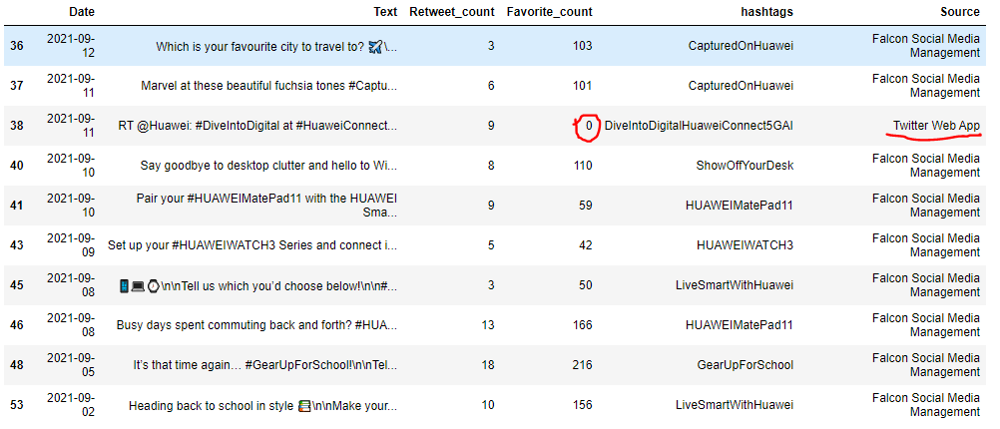 Date Text Retweet_count Favorite_count hashtags Source
36 2021-09-12 Which is your favourite city to travel to? ✈\... 3 103 CapturedOnHuawei Falcon Social Media Management
37 2021-09-11 Marvel at these beautiful fuchsia tones #Captu... 6 101 CapturedOnHuawei Falcon Social Media Management
38 2021-09-11 RT @Huawei: #DiveIntoDigital at #HuaweiConnect... 9 0 DiveIntoDigitalHuaweiConnect5GAI Twitter Web App
40 2021-09-10 Say goodbye to desktop clutter and hello to Wi... 8 110 ShowOffYourDesk Falcon Social Media Management
41 2021-09-10 Pair your #HUAWEIMatePad11 with the HUAWEI Sma... 9 59 HUAWEIMatePad11 Falcon Social Media Management
43 2021-09-09 Set up your #HUAWEIWATCH3 Series and connect i... 5 42 HUAWEIWATCH3 Falcon Social Media Management
45 2021-09-08 📱💻⌚\n\nTell us which you’d choose below!\n\n#... 3 50 LiveSmartWithHuawei Falcon Social Media Management
46 2021-09-08 Busy days spent commuting back and forth? #HUA... 13 166 HUAWEIMatePad11 Falcon Social Media Management
48 2021-09-05 It’s that time again… #GearUpForSchool!\n\nTel... 18 216 GearUpForSchool Falcon Social Media Management
53 2021-09-02 Heading back to school in style 📚\n\nMake your... 10 156 LiveSmartWithHuawei Falcon Social Media Management